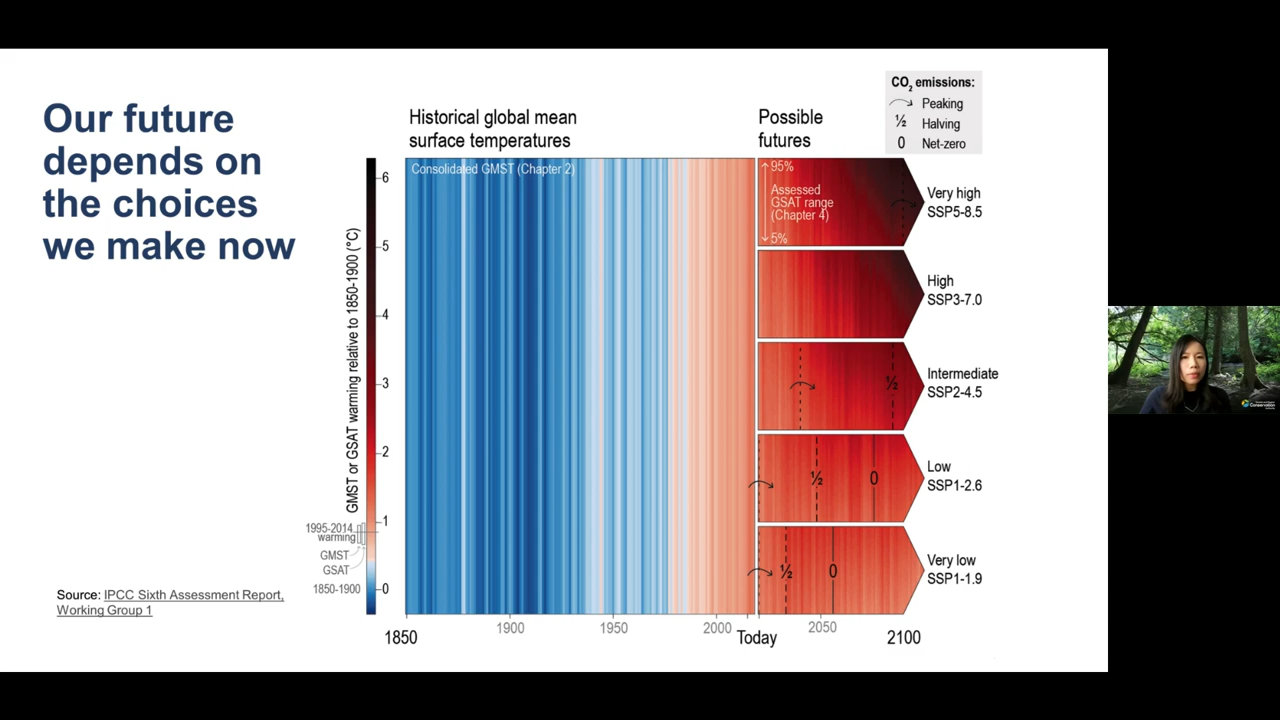 Our future
depends on
the choices
we make now
Source: IPCC Sixth Assessment Report,
Working Group 1
Historical global mean
surface temperatures
Possible
futures
CO2 emissions:
Peaking
½ Halving
0 Net-zero
Consolidated GMST (Chapter 2)
95%
Assessed
GSAT range
(Chapter 4)
5%
GMST or GSAT warming relative to 1850-1900 (°C)
6
5
4
3
2
1
0
1995-2014
warming
GMST
GSAT
1850-1900
Very high
SSP5-8.5
High
SSP3-7.0
½
Intermediate
SSP2-4.5
½ 0
Low
SSP1-2.6
½ 0
Very low
SSP1-1.9
1850 1900 1950 2000 Today 2050 2100
Conservation